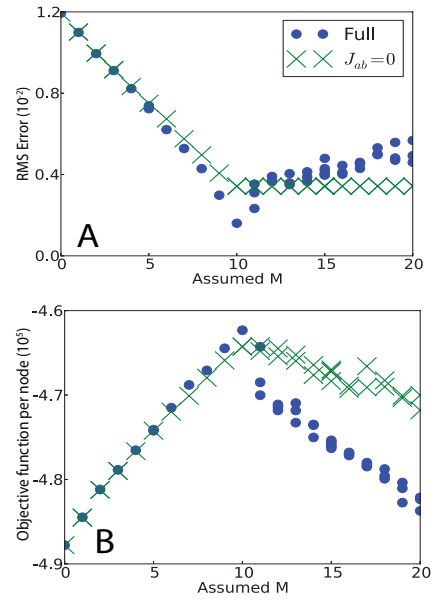 1.2
0.8
0.4
0.0
RMS Error (10⁻²)
Full
J_ab=0
A
0 5 10 15 20
Assumed M
-4.6
-4.7
-4.8
-4.9
Objective function per node (10⁵)
B
0 5 10 15 20
Assumed M